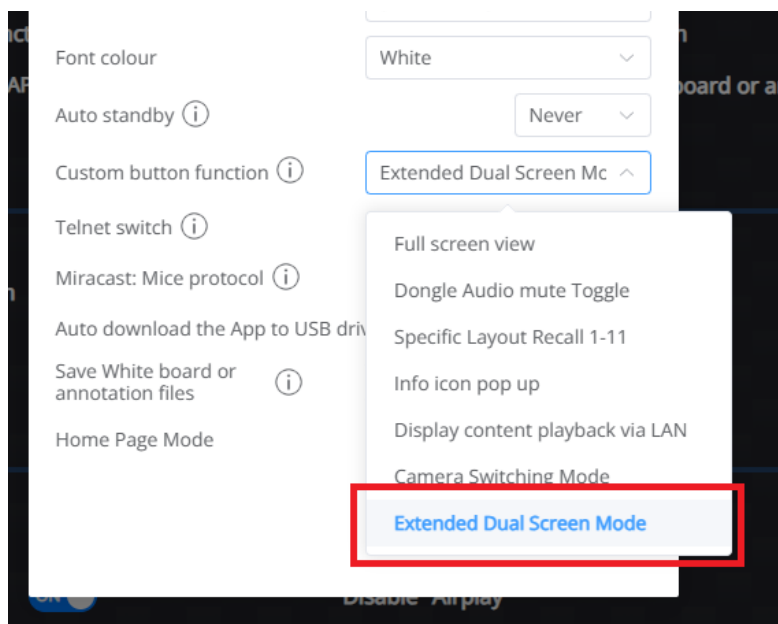 Font colour
White
Auto standby
Never
board or a
Custom button function
Extended Dual Screen Mc
Telnet switch
Full screen view
Miracast: Mice protocol
Dongle Audio mute Toggle
Auto download the App to USB driv
Specific Layout Recall 1-11
Save White board or
annotation files
Info icon pop up
Home Page Mode
Display content playback via LAN
Camera Switching Mode
Extended Dual Screen Mode
ON
Disable "Airplay